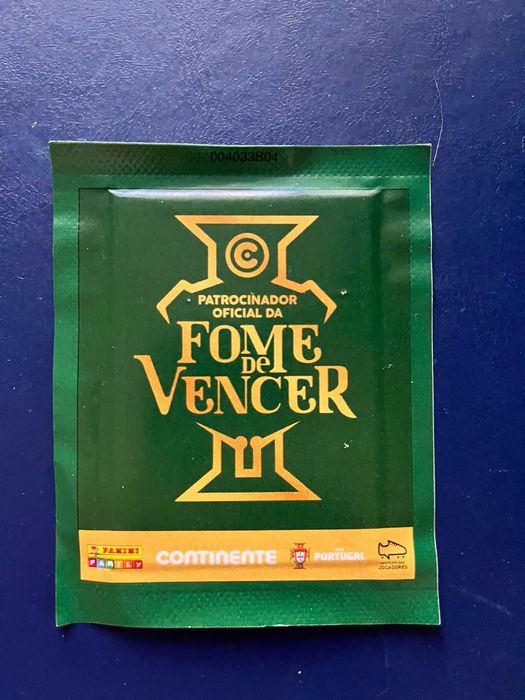 004033B04
C
PATROCINADOR
OFICIAL DA
FOME
DE
VENCER
PANINI
FAMILY
CONTINENTE
PORTUGAL
JOGADORES